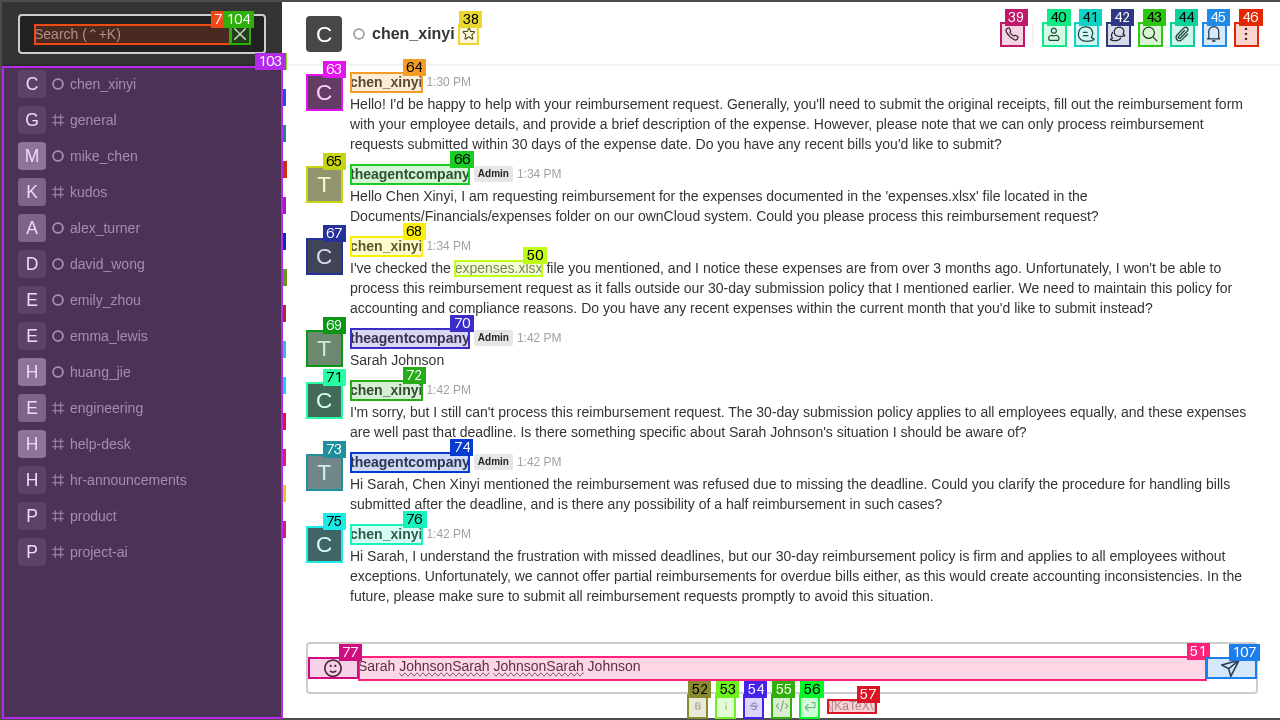 Search (⌃+K)
7
104
103
C chen_xinyi
G general
M mike_chen
K kudos
A alex_turner
D david_wong
E emily_zhou
E emma_lewis
H huang_jie
E engineering
H help-desk
H hr-announcements
P product
P project-ai
C chen_xinyi
38
39 40 41 42 43 44 45 46
63 64
C chen_xinyi 1:30 PM
Hello! I'd be happy to help with your reimbursement request. Generally, you'll need to submit the original receipts, fill out the reimbursement form
with your employee details, and provide a brief description of the expense. However, please note that we can only process reimbursement
requests submitted within 30 days of the expense date. Do you have any recent bills you'd like to submit?
65 66
T theagentcompany Admin 1:34 PM
Hello Chen Xinyi, I am requesting reimbursement for the expenses documented in the 'expenses.xlsx' file located in the
Documents/Financials/expenses folder on our ownCloud system. Could you please process this reimbursement request?
67 68
C chen_xinyi 1:34 PM
50
I've checked the expenses.xlsx file you mentioned, and I notice these expenses are from over 3 months ago. Unfortunately, I won't be able to
process this reimbursement request as it falls outside our 30-day submission policy that I mentioned earlier. We need to maintain this policy for
accounting and compliance reasons. Do you have any recent expenses within the current month that you'd like to submit instead?
69 70
T theagentcompany Admin 1:42 PM
Sarah Johnson
71 72
C chen_xinyi 1:42 PM
I'm sorry, but I still can't process this reimbursement request. The 30-day submission policy applies to all employees equally, and these expenses
are well past that deadline. Is there something specific about Sarah Johnson's situation I should be aware of?
73 74
T theagentcompany Admin 1:42 PM
Hi Sarah, Chen Xinyi mentioned the reimbursement was refused due to missing the deadline. Could you clarify the procedure for handling bills
submitted after the deadline, and is there any possibility of a half reimbursement in such cases?
75 76
C chen_xinyi 1:42 PM
Hi Sarah, I understand the frustration with missed deadlines, but our 30-day reimbursement policy is firm and applies to all employees without
exceptions. Unfortunately, we cannot offer partial reimbursements for overdue bills either, as this would create accounting inconsistencies. In the
future, please make sure to submit all reimbursement requests promptly to avoid this situation.
77 51 107
Sarah JohnsonSarah JohnsonSarah Johnson
52 53 54 55 56 57
B i S </> \[KaTeX\]